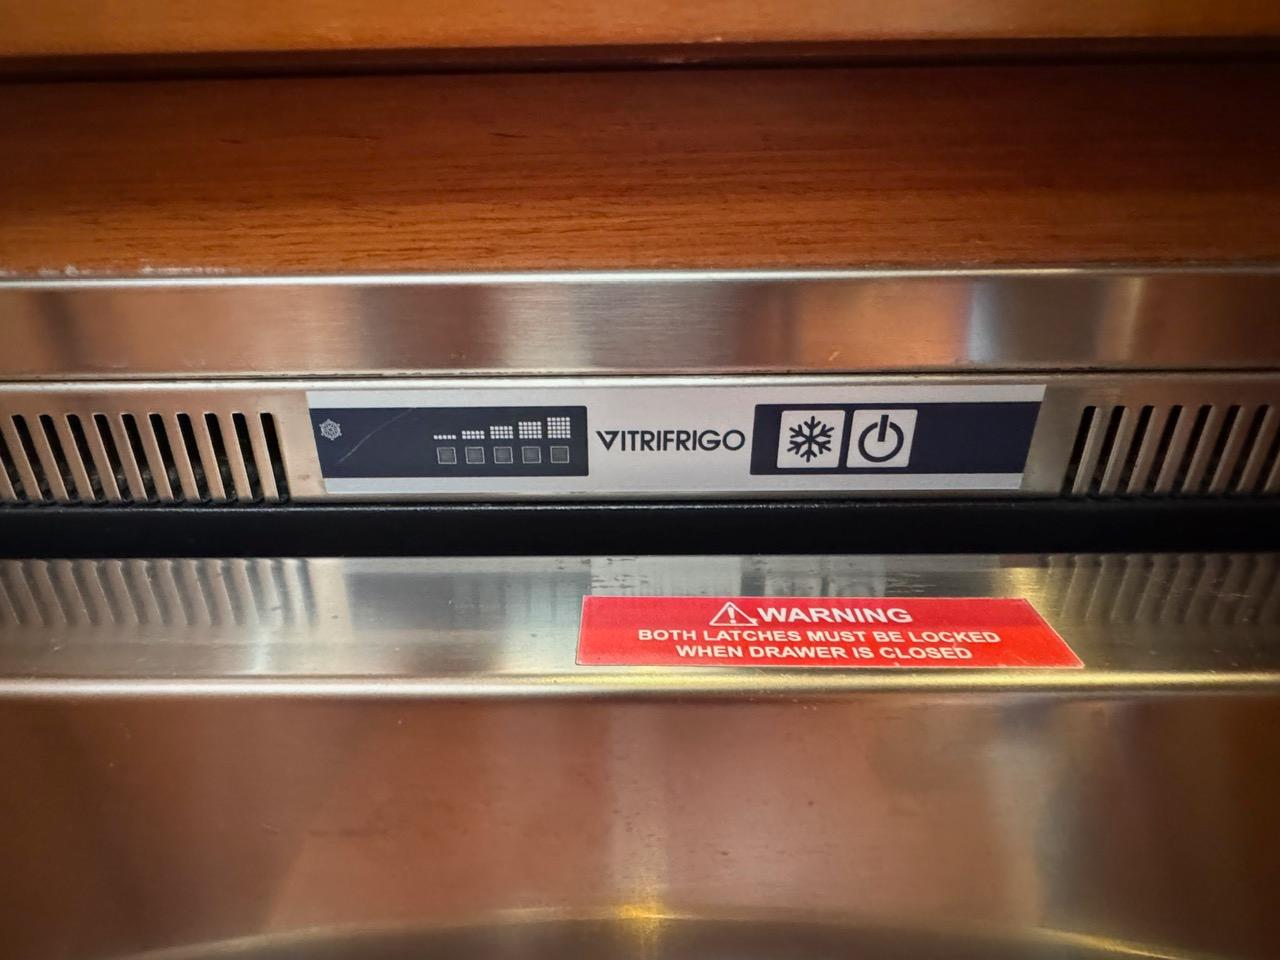 VITRIFRIGO
WARNING
BOTH LATCHES MUST BE LOCKED
WHEN DRAWER IS CLOSED